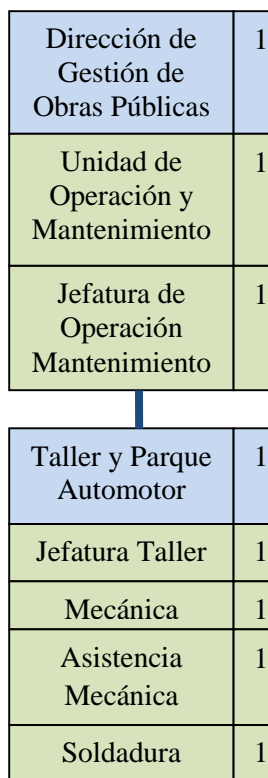 Dirección de 1
Gestión de
Obras Públicas
Unidad de 1
Operación y
Mantenimiento
Jefatura de 1
Operación
Mantenimiento
Taller y Parque 1
Automotor
Jefatura Taller 1
Mecánica 1
Asistencia 1
Mecánica
Soldadura 1